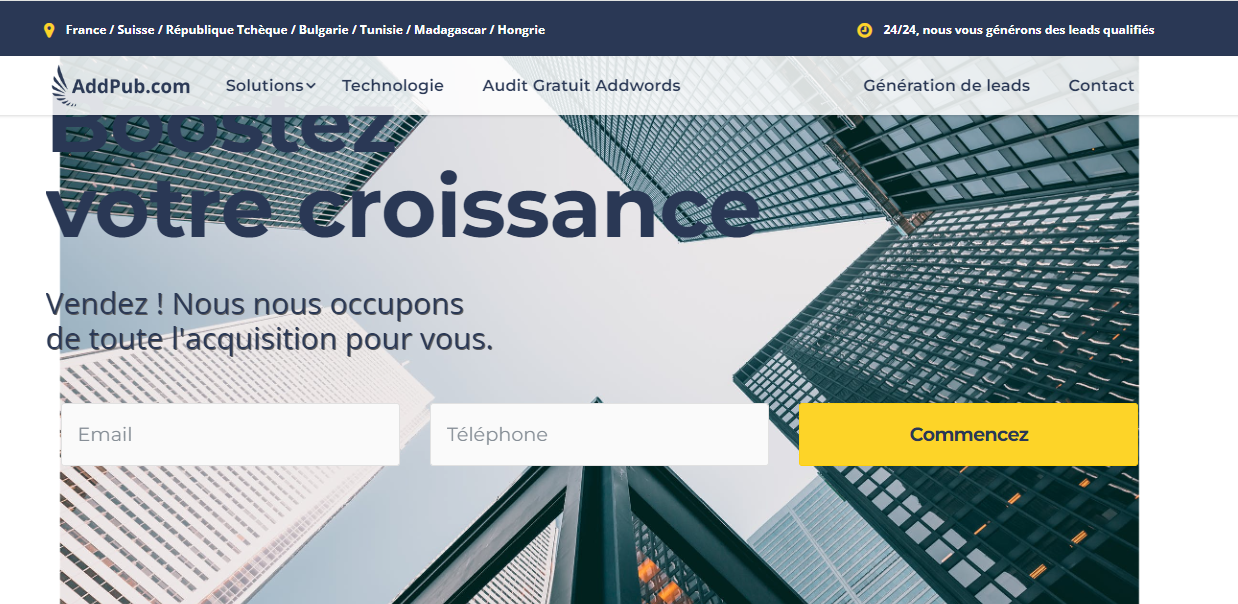 France / Suisse / République Tchèque / Bulgarie / Tunisie / Madagascar / Hongrie
24/24, nous vous générons des leads qualifiés
AddPub.com
Solutions
Technologie
Audit Gratuit Addwords
Génération de leads
Contact
Boostez
votre croissance
Vendez ! Nous nous occupons
de toute l'acquisition pour vous.
Email
Téléphone
Commencez